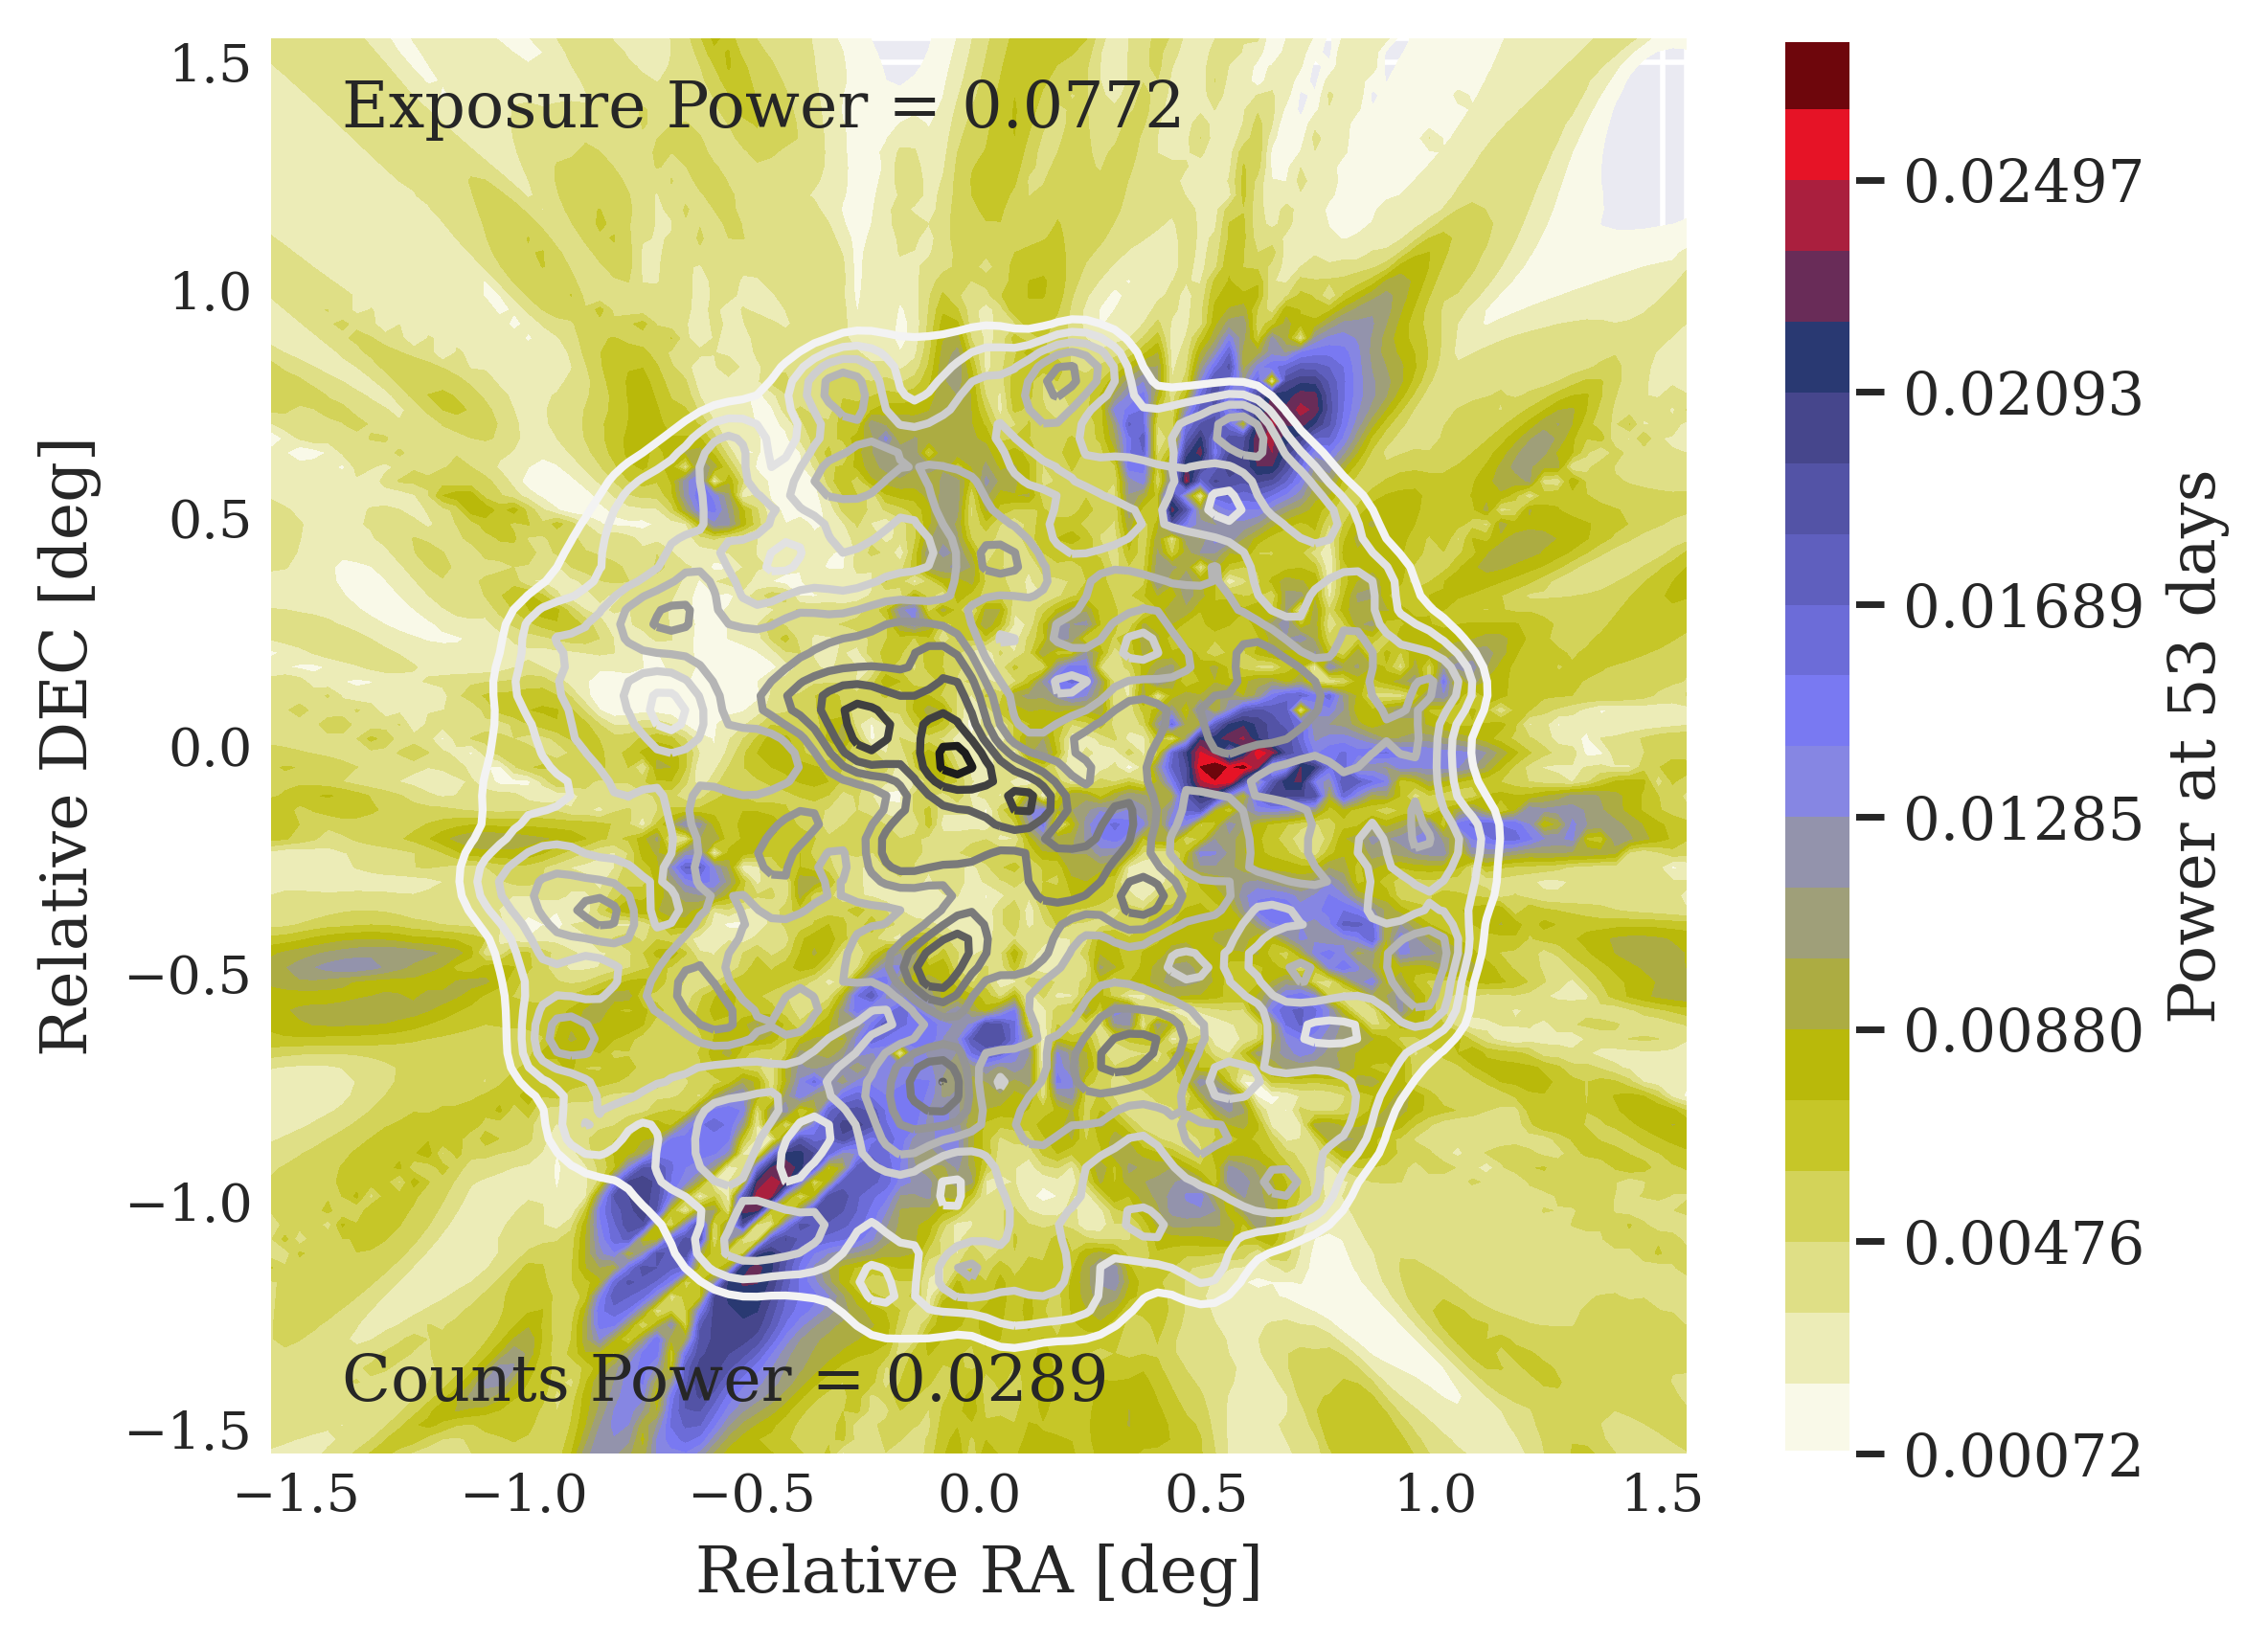 Exposure Power = 0.0772
Counts Power = 0.0289
1.5
1.0
0.5
0.0
−0.5
−1.0
−1.5
Relative DEC [deg]
−1.5 −1.0 −0.5 0.0 0.5 1.0 1.5
Relative RA [deg]
0.02497
0.02093
0.01689
0.01285
0.00880
0.00476
0.00072
Power at 53 days